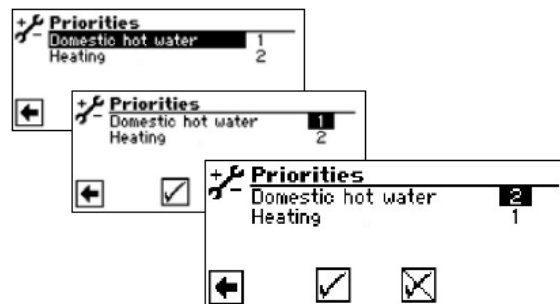 Priorities
Domestic hot water 1
Heating 2
Priorities
Domestic hot water 1
Heating 2
Priorities
Domestic hot water 2
Heating 1